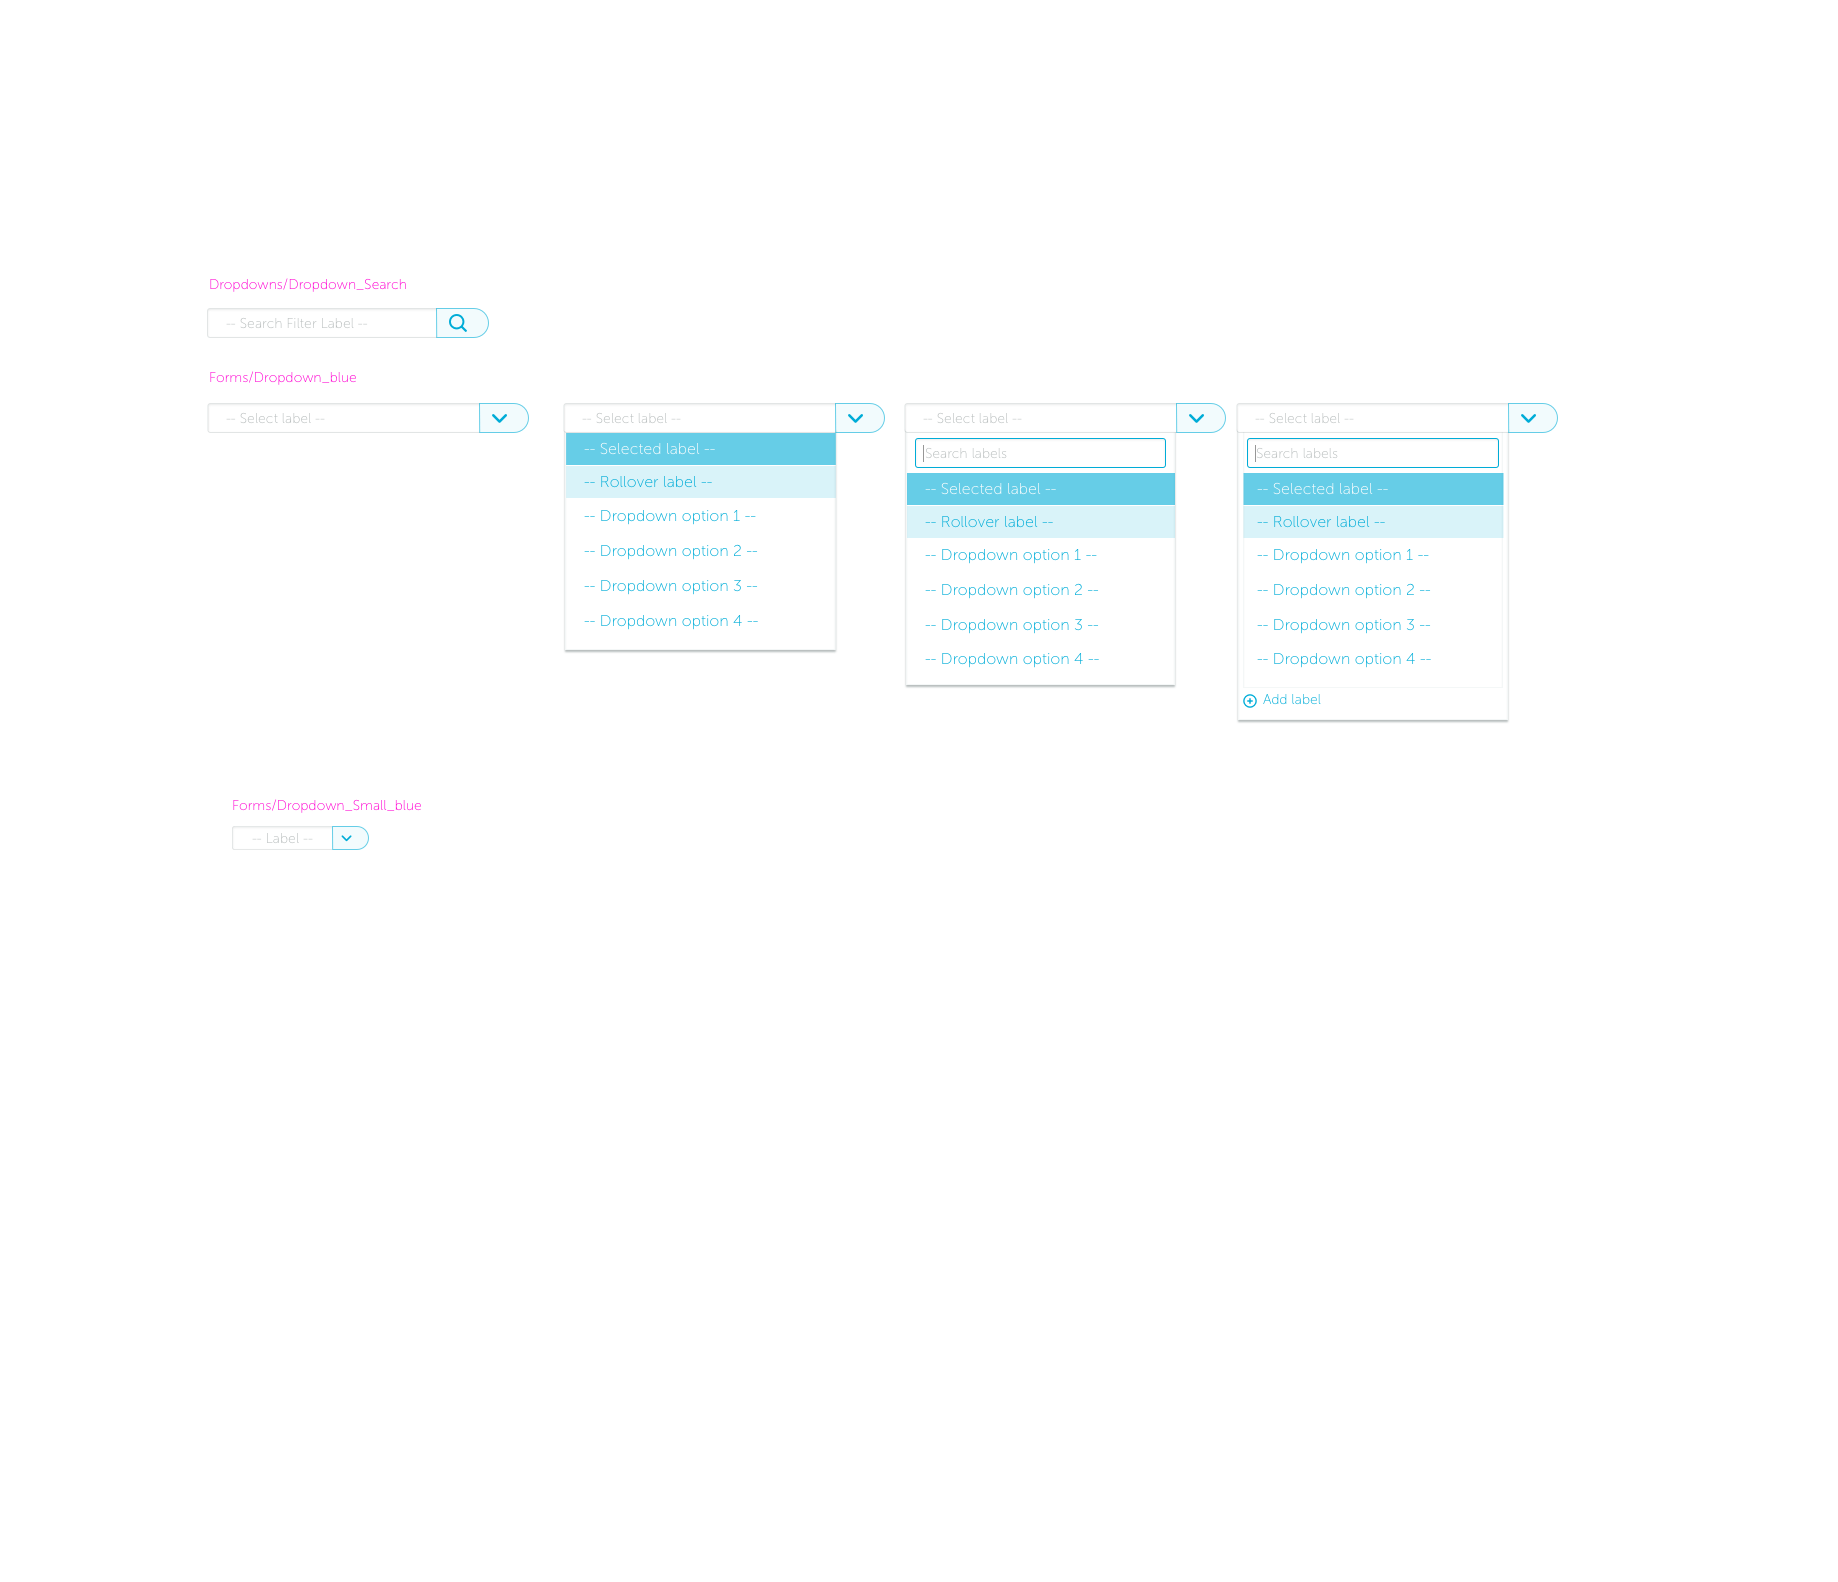 Dropdowns/Dropdown_Search
-- Search Filter Label --
Forms/Dropdown_blue
-- Select label --
-- Select label --
-- Selected label --
-- Rollover label --
-- Dropdown option 1 --
-- Dropdown option 2 --
-- Dropdown option 3 --
-- Dropdown option 4 --
-- Select label --
Search labels
-- Selected label --
-- Rollover label --
-- Dropdown option 1 --
-- Dropdown option 2 --
-- Dropdown option 3 --
-- Dropdown option 4 --
-- Select label --
Search labels
-- Selected label --
-- Rollover label --
-- Dropdown option 1 --
-- Dropdown option 2 --
-- Dropdown option 3 --
-- Dropdown option 4 --
Add label
Forms/Dropdown_Small_blue
-- Label --